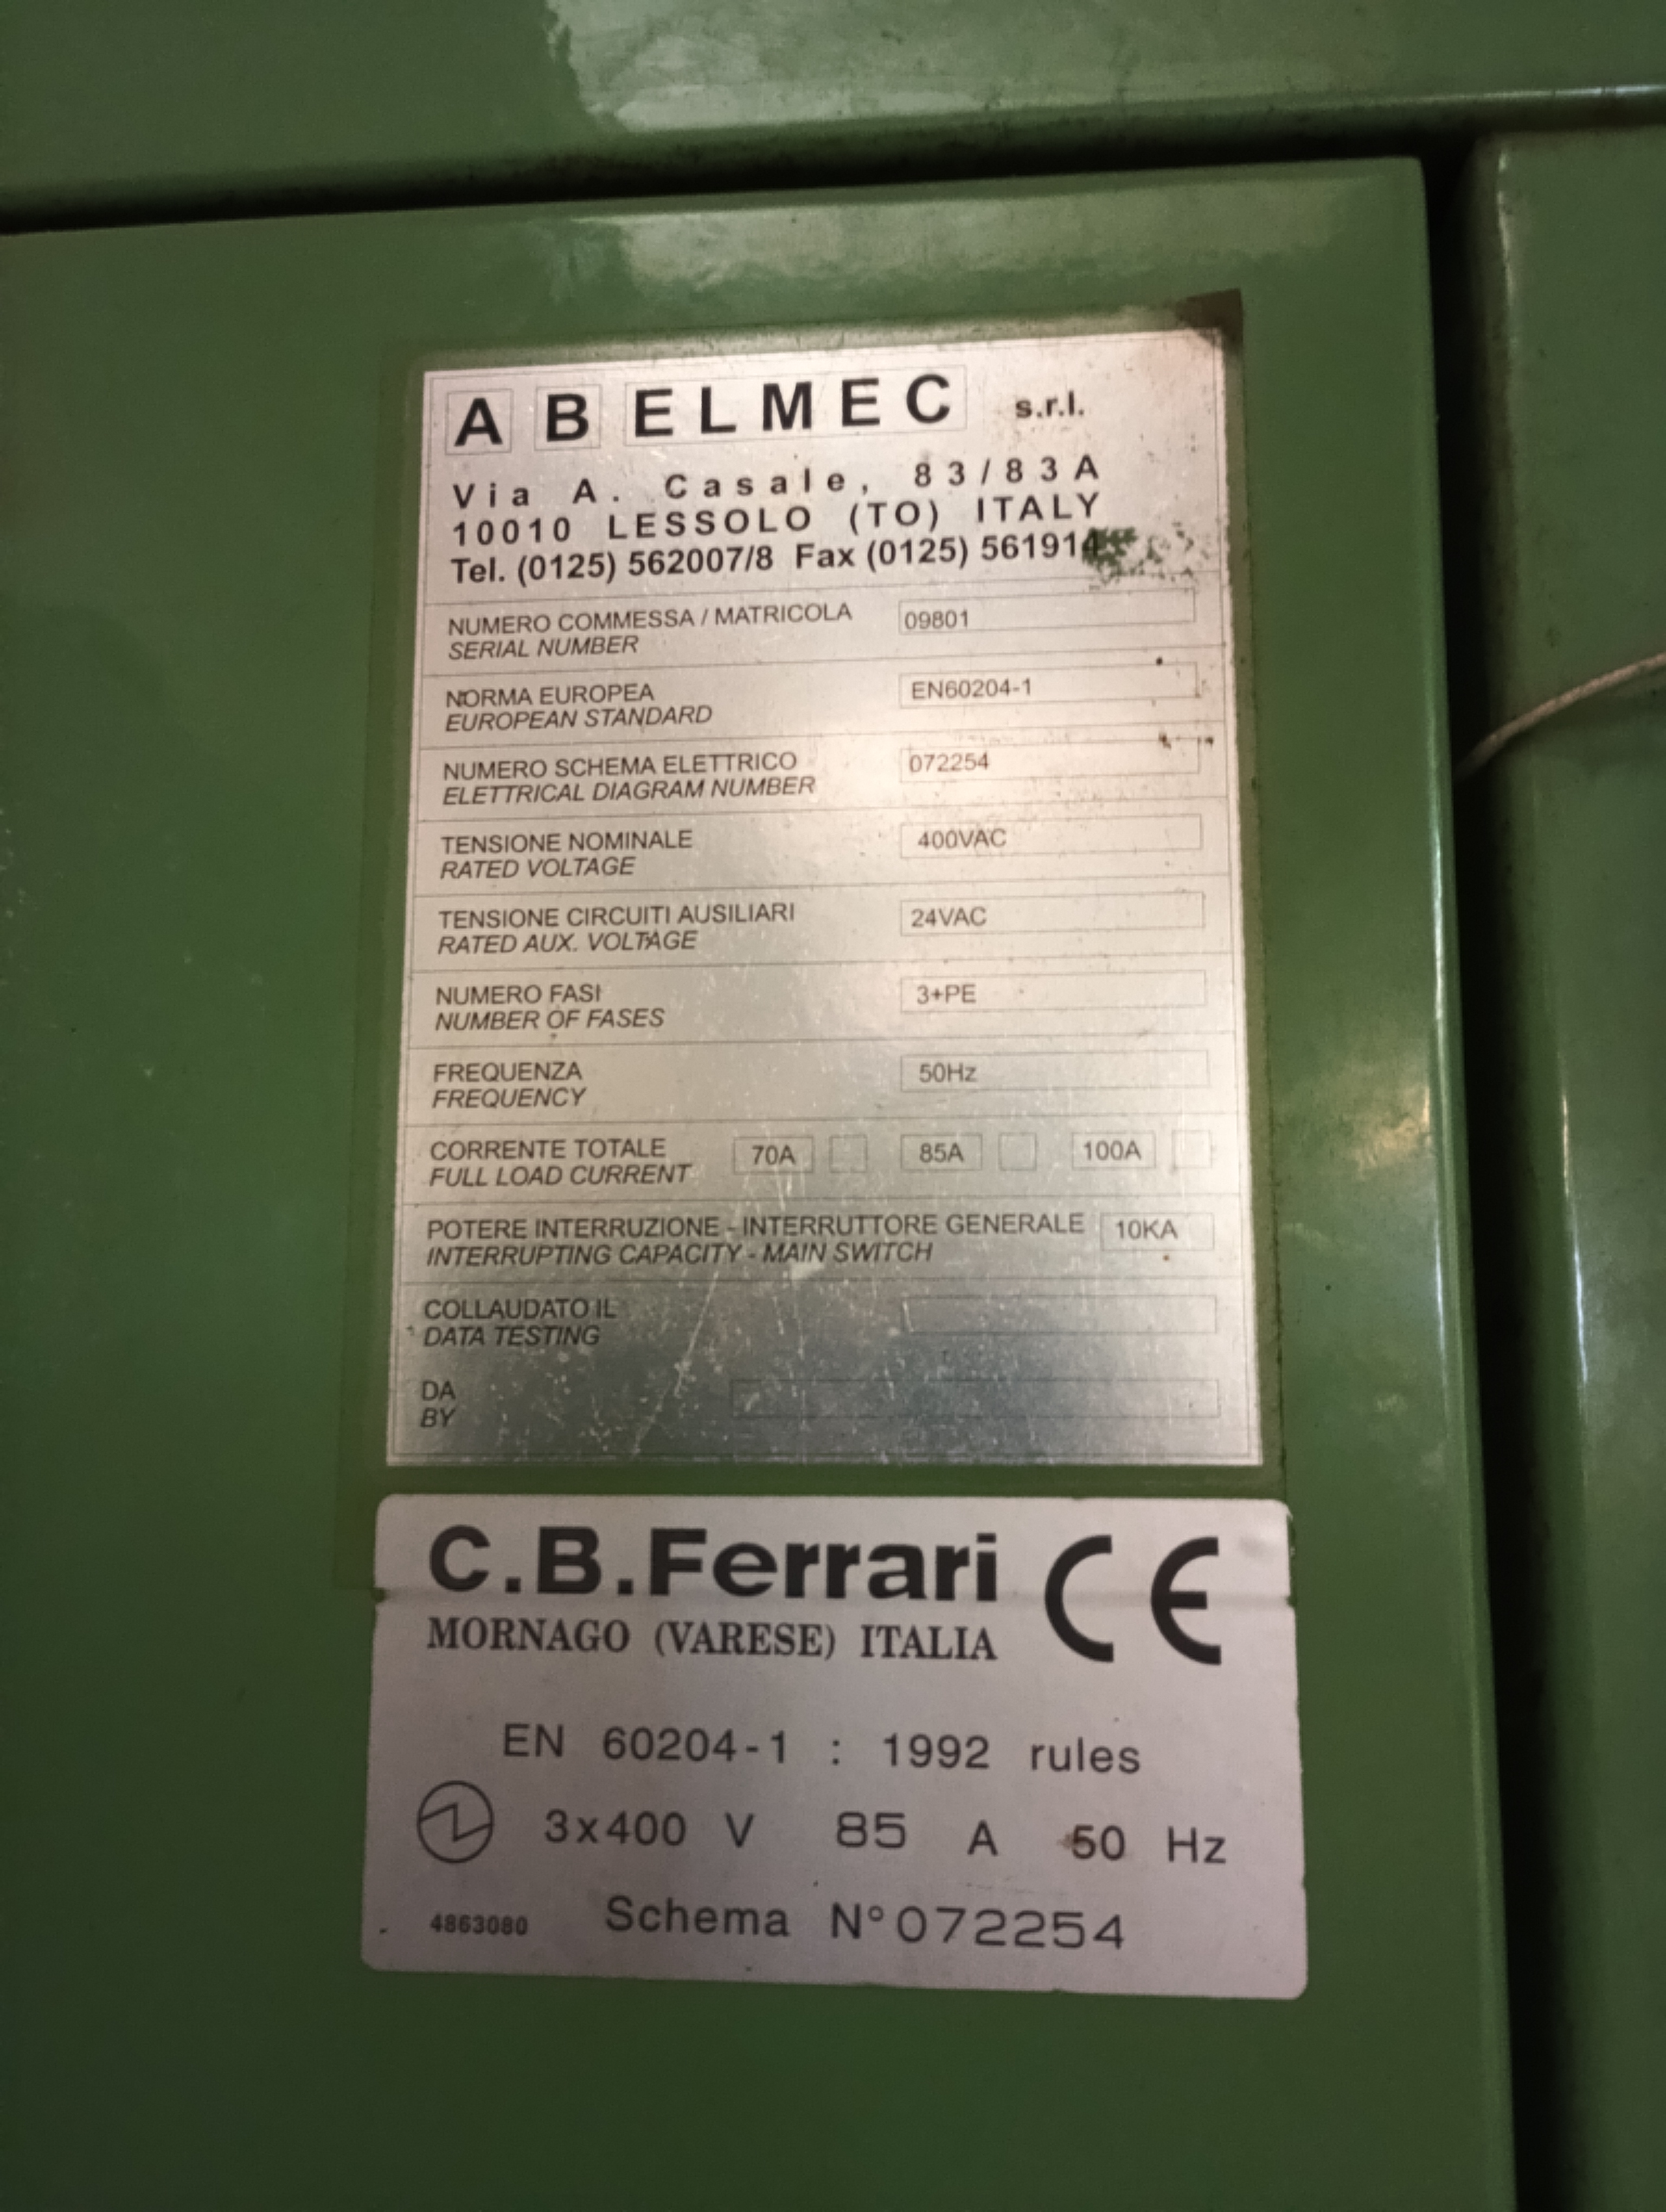 A B ELMEC s.r.l.
Via A. Casale, 83/83A
10010 LESSOLO (TO) ITALY
Tel. (0125) 562007/8 Fax (0125) 561914
NUMERO COMMESSA / MATRICOLA 09801
SERIAL NUMBER
NORMA EUROPEA EN60204-1
EUROPEAN STANDARD
NUMERO SCHEMA ELETTRICO 072254
ELETTRICAL DIAGRAM NUMBER
TENSIONE NOMINALE 400VAC
RATED VOLTAGE
TENSIONE CIRCUITI AUSILIARI 24VAC
RATED AUX. VOLTAGE
NUMERO FASI 3+PE
NUMBER OF FASES
FREQUENZA 50Hz
FREQUENCY
CORRENTE TOTALE 70A 85A 100A
FULL LOAD CURRENT
POTERE INTERRUZIONE - INTERRUTTORE GENERALE 10KA
INTERRUPTING CAPACITY - MAIN SWITCH
COLLAUDATO IL
DATA TESTING
DA
BY
C.B.Ferrari CE
MORNAGO (VARESE) ITALIA
EN 60204-1 : 1992 rules
3x400 V 85 A 50 Hz
4863080 Schema N° 072254